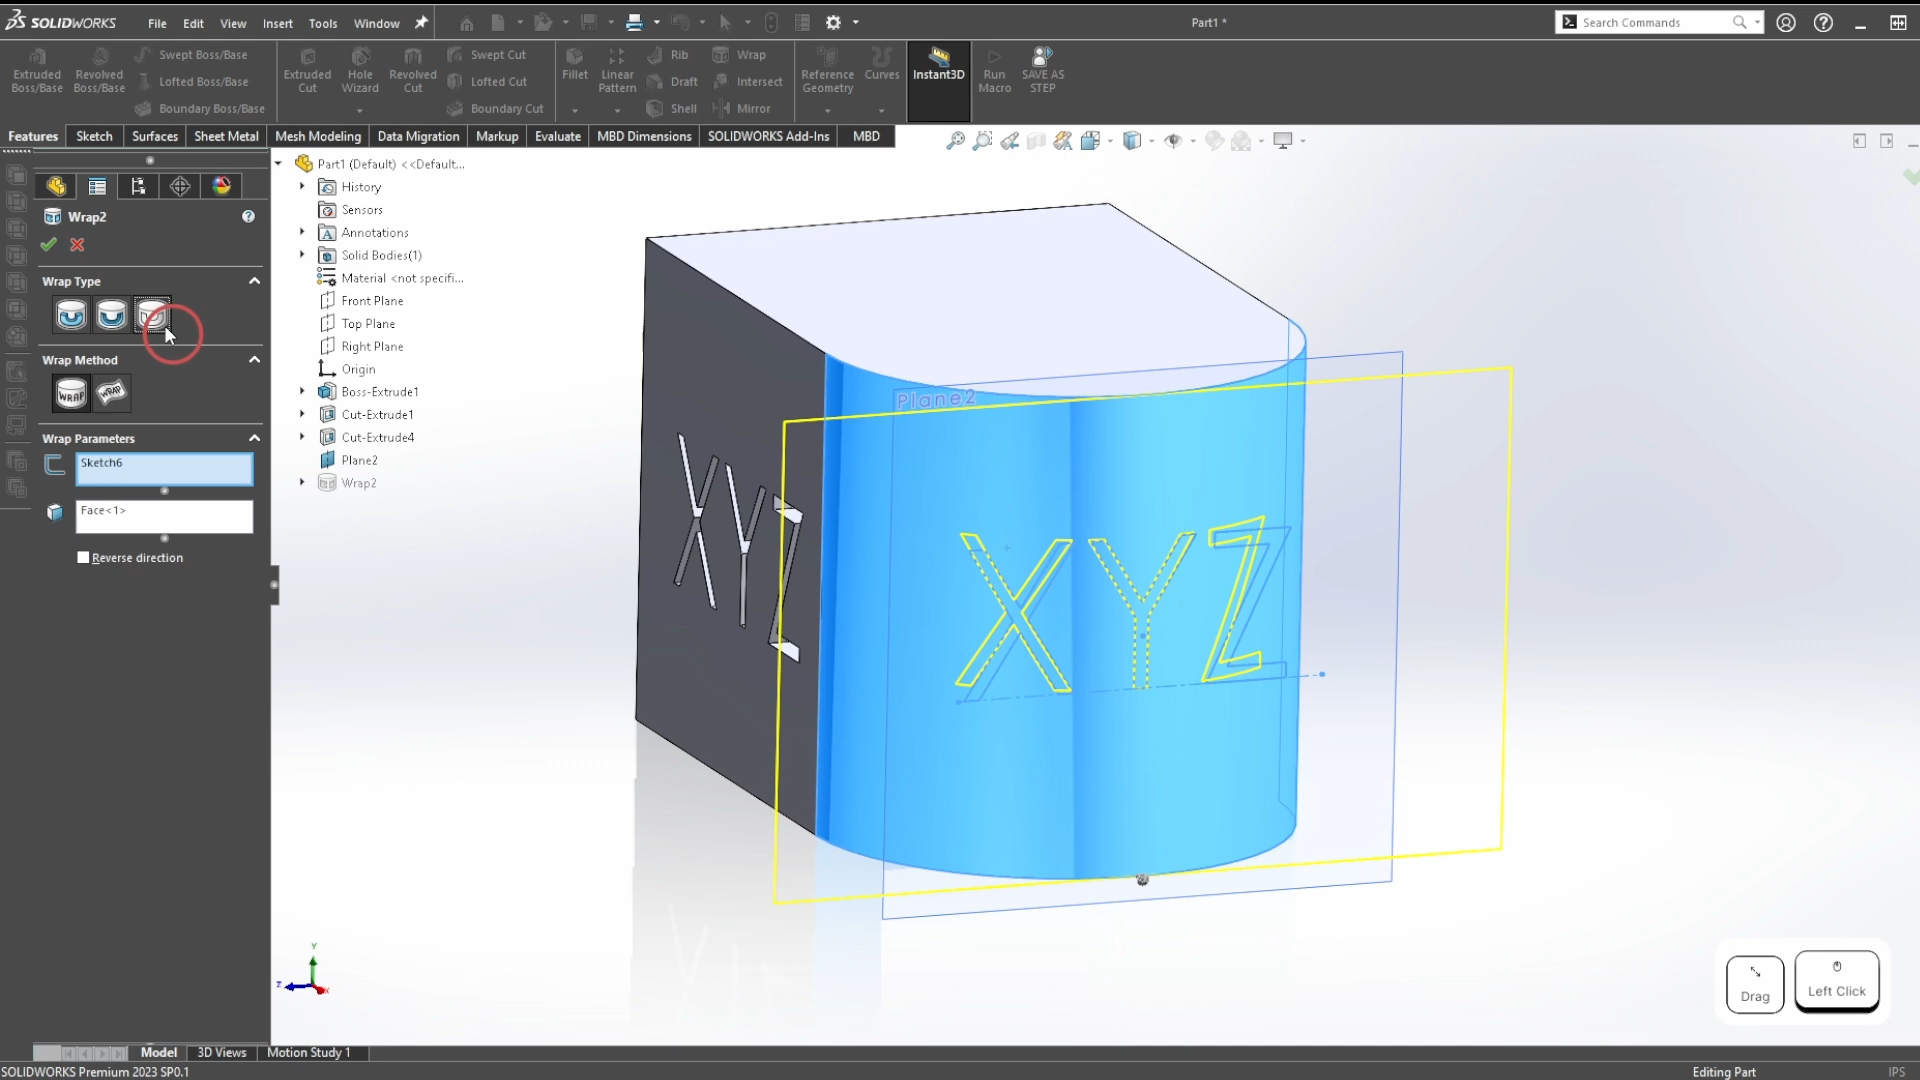 SOLIDWORKS File Edit View Insert Tools Window Part1 * Search Commands
Extruded Boss/Base
Revolved Boss/Base
Swept Boss/Base
Lofted Boss/Base
Boundary Boss/Base
Extruded Cut
Hole Wizard
Revolved Cut
Swept Cut
Lofted Cut
Boundary Cut
Fillet
Linear Pattern
Rib
Draft
Shell
Wrap
Intersect
Mirror
Reference Geometry
Curves
Instant3D
Run Macro
SAVE AS STEP
Features Sketch Surfaces Sheet Metal Mesh Modeling Data Migration Markup Evaluate MBD Dimensions SOLIDWORKS Add-Ins MBD
Wrap2
Wrap Type
Wrap Method
WRAP WRAP
Wrap Parameters
Sketch6
Face<1>
Reverse direction
Part1 (Default) <<Default...
History
Sensors
Annotations
Solid Bodies(1)
Material <not specifi...
Front Plane
Top Plane
Right Plane
Origin
Boss-Extrude1
Cut-Extrude1
Cut-Extrude4
Plane2
Wrap2
Plane2
XYZ
XYZ
Y
Z
X
Drag
Left Click
Model 3D Views Motion Study 1
SOLIDWORKS Premium 2023 SP0.1 Editing Part IPS